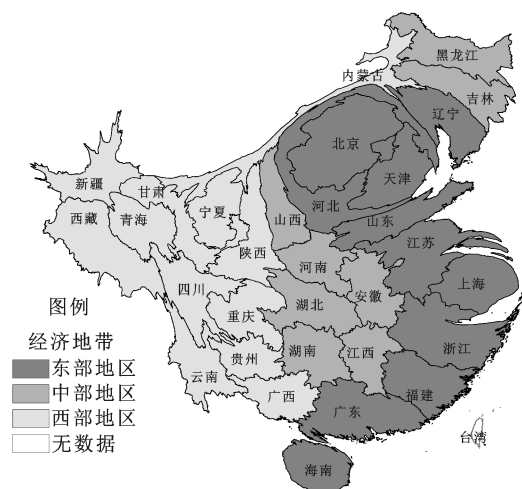 黑龙江
内蒙古
吉林
辽宁
北京
天津
新疆
甘肃
宁夏
河北
山西
山东
西藏
青海
江苏
陕西
河南
四川
安徽
上海
图例
湖北
重庆
经济地带
浙江
湖南
江西
贵州
东部地区
云南
福建
中部地区
广西
广东
西部地区
台湾
无数据
海南